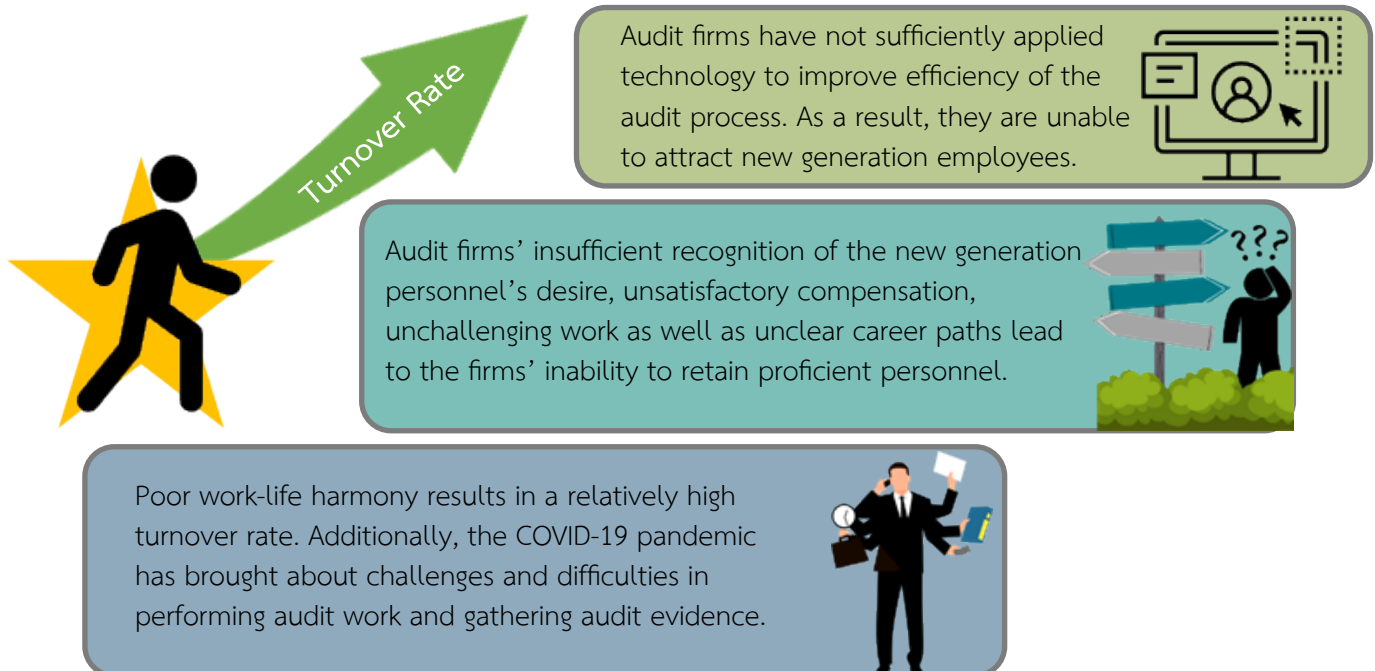 Turnover Rate
Audit firms have not sufficiently applied
technology to improve efficiency of the
audit process. As a result, they are unable
to attract new generation employees.
Audit firms’ insufficient recognition of the new generation
personnel’s desire, unsatisfactory compensation,
unchallenging work as well as unclear career paths lead
to the firms’ inability to retain proficient personnel.
???
Poor work-life harmony results in a relatively high
turnover rate. Additionally, the COVID-19 pandemic
has brought about challenges and difficulties in
performing audit work and gathering audit evidence.